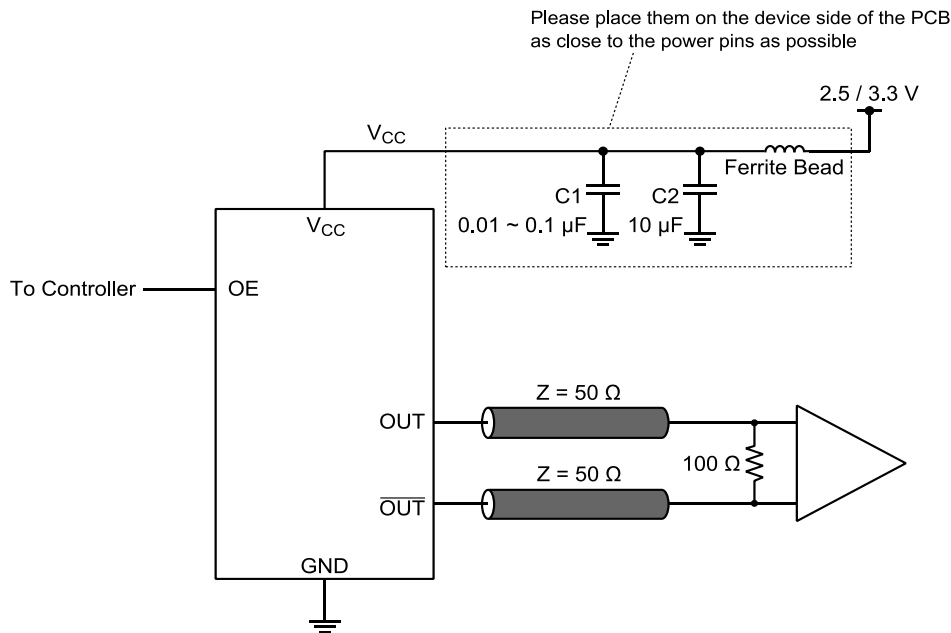 Please place them on the device side of the PCB
as close to the power pins as possible
2.5 / 3.3 V
VCC
Ferrite Bead
C1
C2
0.01 ~ 0.1 µF
10 µF
VCC
To Controller
OE
Z = 50 Ω
OUT
100 Ω
Z = 50 Ω
OUT
GND